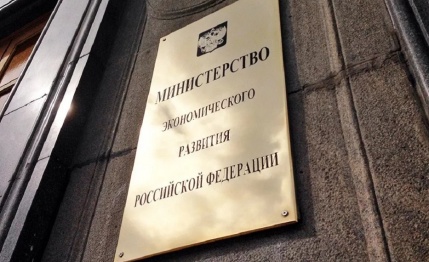 МИНИСТЕРСТВО
ЭКОНОМИЧЕСКОГО
РАЗВИТИЯ
РОССИЙСКОЙ ФЕДЕРАЦИИ